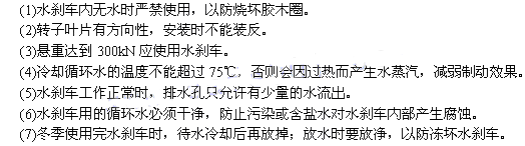 (1)水刹车内无水时严禁使用，以防烧坏胶木圈。
(2)转子叶片有方向性，安装时不能装反。
(3)悬重达到 300kN 应使用水刹车。
(4)冷却循环水的温度不能超过 75℃，否则会因过热而产生水蒸汽，减弱制动效果。
(5)水刹车工作正常时，排水孔只允许有少量的水流出。
(6)水刹车用的循环水必须干净，防止污染或含盐水对水刹车内部产生腐蚀。
(7)冬季使用完水刹车时，待水冷却后再放掉；放水时要放净，以防冻坏水刹车。